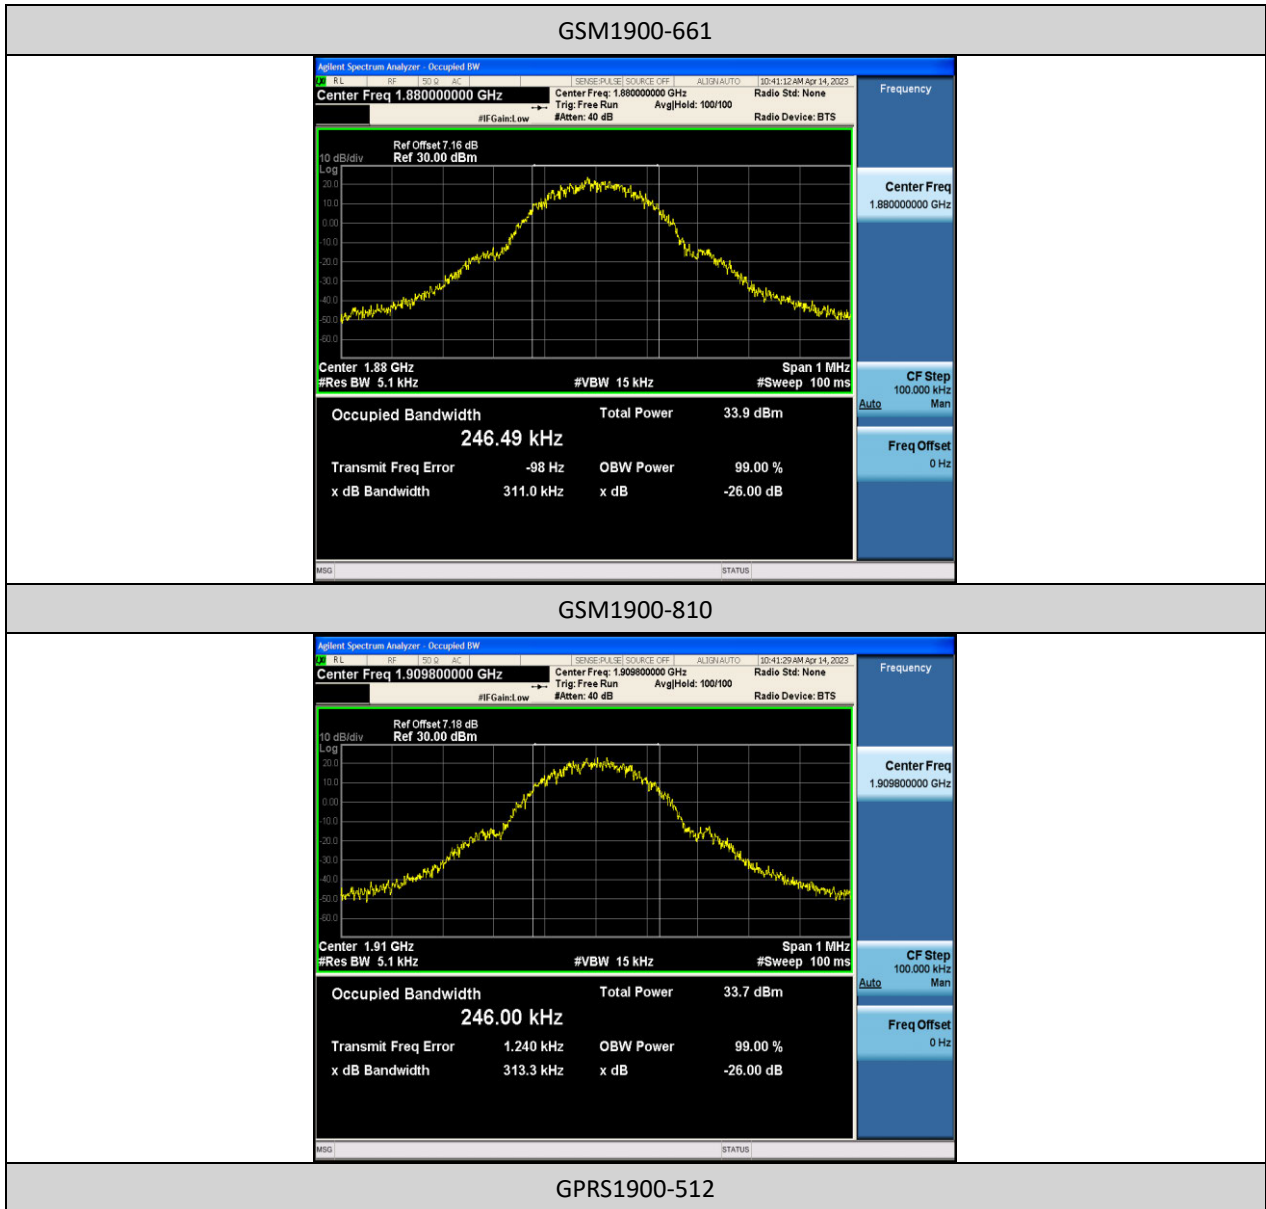 GSM1900-661
Agilent Spectrum Analyzer - Occupied BW
RL RF 50 Ω AC SENSE:PULSE SOURCE OFF ALIGN AUTO 10:41:12 AM Apr 14, 2023
Center Freq 1.880000000 GHz Center Freq: 1.880000000 GHz Radio Std: None
Trig: Free Run Avg|Hold: 100/100
#IFGain:Low #Atten: 40 dB Radio Device: BTS
Frequency
Ref Offset 7.16 dB
10 dB/div Ref 30.00 dBm
Log
20.0
10.0
0.00
-10.0
-20.0
-30.0
-40.0
-50.0
-60.0
Center 1.88 GHz Span 1 MHz
#Res BW 5.1 kHz #VBW 15 kHz #Sweep 100 ms
Center Freq
1.880000000 GHz
CF Step
100.000 kHz
Auto Man
Freq Offset
0 Hz
Occupied Bandwidth Total Power 33.9 dBm
246.49 kHz
Transmit Freq Error -98 Hz OBW Power 99.00 %
x dB Bandwidth 311.0 kHz x dB -26.00 dB
MSG STATUS
GSM1900-810
Agilent Spectrum Analyzer - Occupied BW
RL RF 50 Ω AC SENSE:PULSE SOURCE OFF ALIGN AUTO 10:41:29 AM Apr 14, 2023
Center Freq 1.909800000 GHz Center Freq: 1.909800000 GHz Radio Std: None
Trig: Free Run Avg|Hold: 100/100
#IFGain:Low #Atten: 40 dB Radio Device: BTS
Frequency
Ref Offset 7.18 dB
10 dB/div Ref 30.00 dBm
Log
20.0
10.0
0.00
-10.0
-20.0
-30.0
-40.0
-50.0
-60.0
Center 1.91 GHz Span 1 MHz
#Res BW 5.1 kHz #VBW 15 kHz #Sweep 100 ms
Center Freq
1.909800000 GHz
CF Step
100.000 kHz
Auto Man
Freq Offset
0 Hz
Occupied Bandwidth Total Power 33.7 dBm
246.00 kHz
Transmit Freq Error 1.240 kHz OBW Power 99.00 %
x dB Bandwidth 313.3 kHz x dB -26.00 dB
MSG STATUS
GPRS1900-512